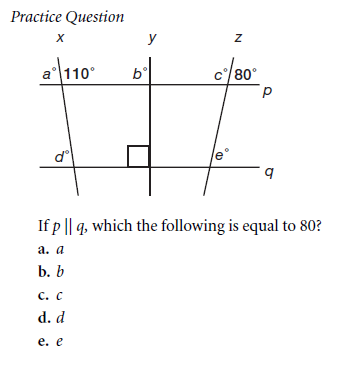 Practice Question
x y z
a° 110° b° c° 80°
p
d° e°
q
If p || q, which the following is equal to 80?
a. a
b. b
c. c
d. d
e. e